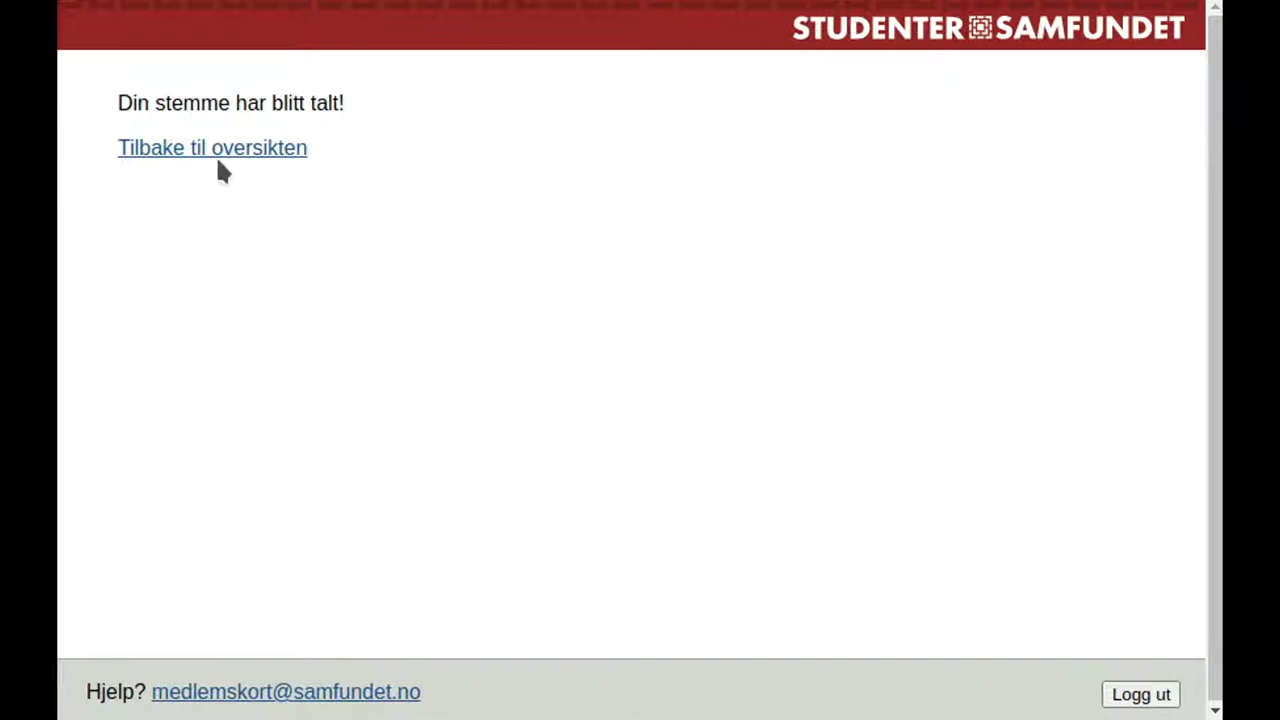 STUDENTER SAMFUNDET
Din stemme har blitt talt!
Tilbake til oversikten
Hjelp? medlemskort@samfundet.no
Logg ut